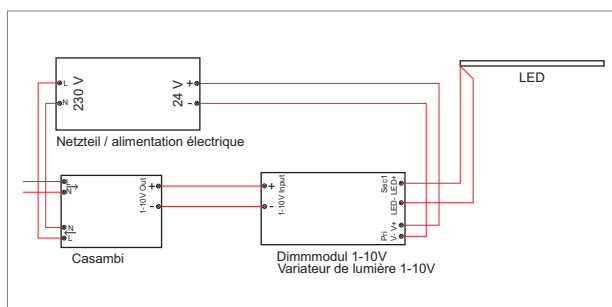 L
N
230 V
24 V
+
-
Netzteil / alimentation électrique
LED
L
N
N
L
1-10V Out
+
-
Casambi
+
-
1-10V Input
Sec1
LED- LED+
Pri
V- V+
Dimmmodul 1-10V
Variateur de lumière 1-10V